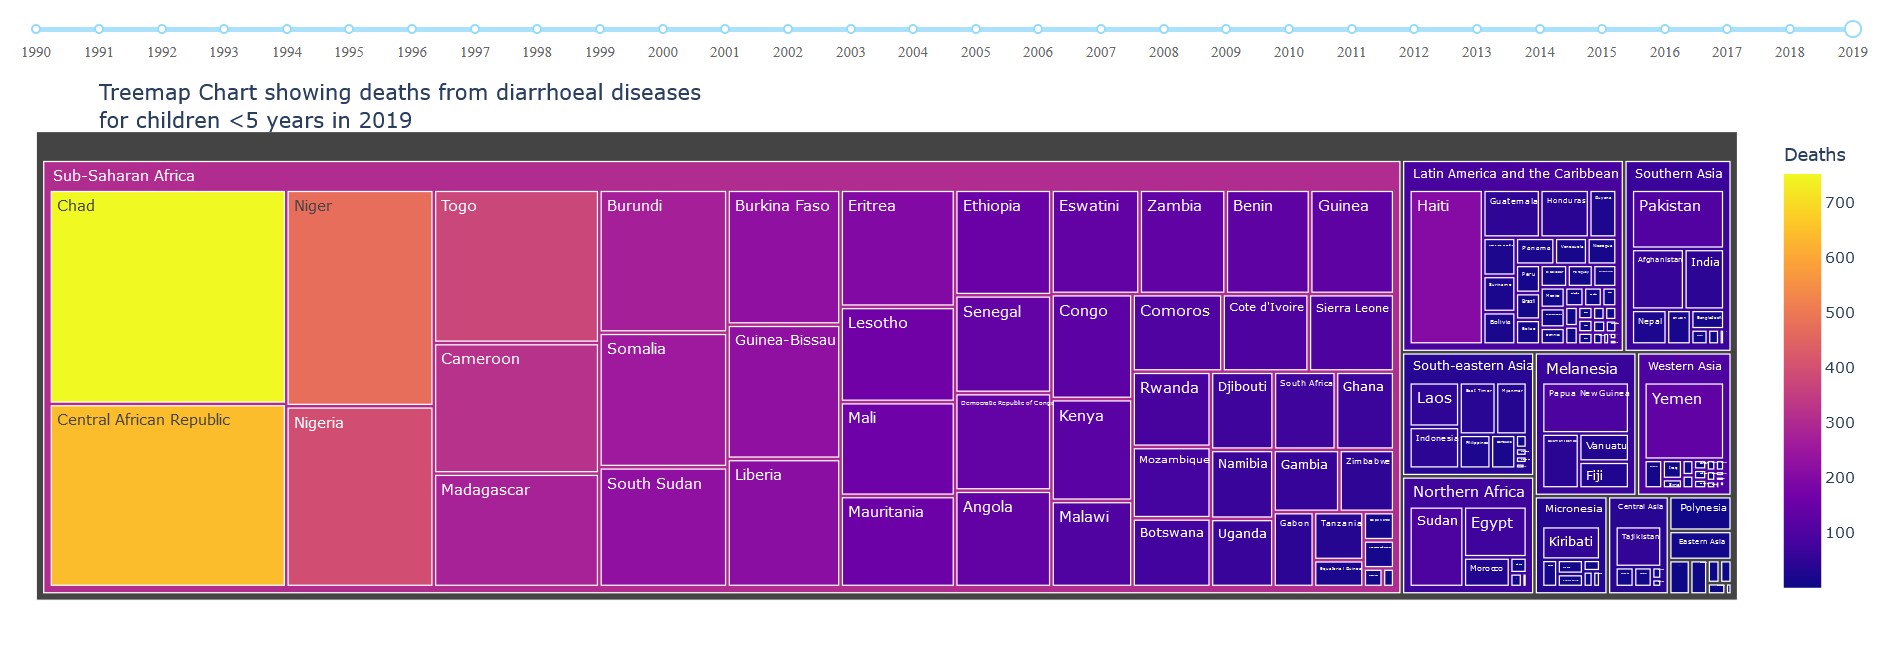 1990 1991 1992 1993 1994 1995 1996 1997 1998 1999 2000 2001 2002 2003 2004 2005 2006 2007 2008 2009 2010 2011 2012 2013 2014 2015 2016 2017 2018 2019
Treemap Chart showing deaths from diarrhoeal diseases
for children <5 years in 2019
Deaths
700
600
500
400
300
200
100
Sub-Saharan Africa
Chad
Central African Republic
Niger
Nigeria
Togo
Cameroon
Madagascar
Burundi
Somalia
South Sudan
Burkina Faso
Guinea-Bissau
Liberia
Eritrea
Lesotho
Mali
Mauritania
Ethiopia
Senegal
Democratic Republic of Congo
Angola
Eswatini
Zambia
Benin
Guinea
Congo
Kenya
Malawi
Comoros
Cote d'Ivoire
Sierra Leone
Rwanda
Djibouti
South Africa
Ghana
Mozambique
Namibia
Gambia
Zimbabwe
Botswana
Uganda
Gabon
Tanzania
Equatorial Guinea
Latin America and the Caribbean
Haiti
Guatemala
Honduras
Guyana
Panama
Venezuela
Nicaragua
Peru
Suriname
Brazil
Mexico
Bolivia
Belize
Southern Asia
Pakistan
Afghanistan
India
Nepal
Bangladesh
South-eastern Asia
Laos
East Timor
Myanmar
Indonesia
Philippines
Melanesia
Papua New Guinea
Vanuatu
Fiji
Western Asia
Yemen
Northern Africa
Sudan
Egypt
Morocco
Micronesia
Kiribati
Central Asia
Tajikistan
Polynesia
Eastern Asia